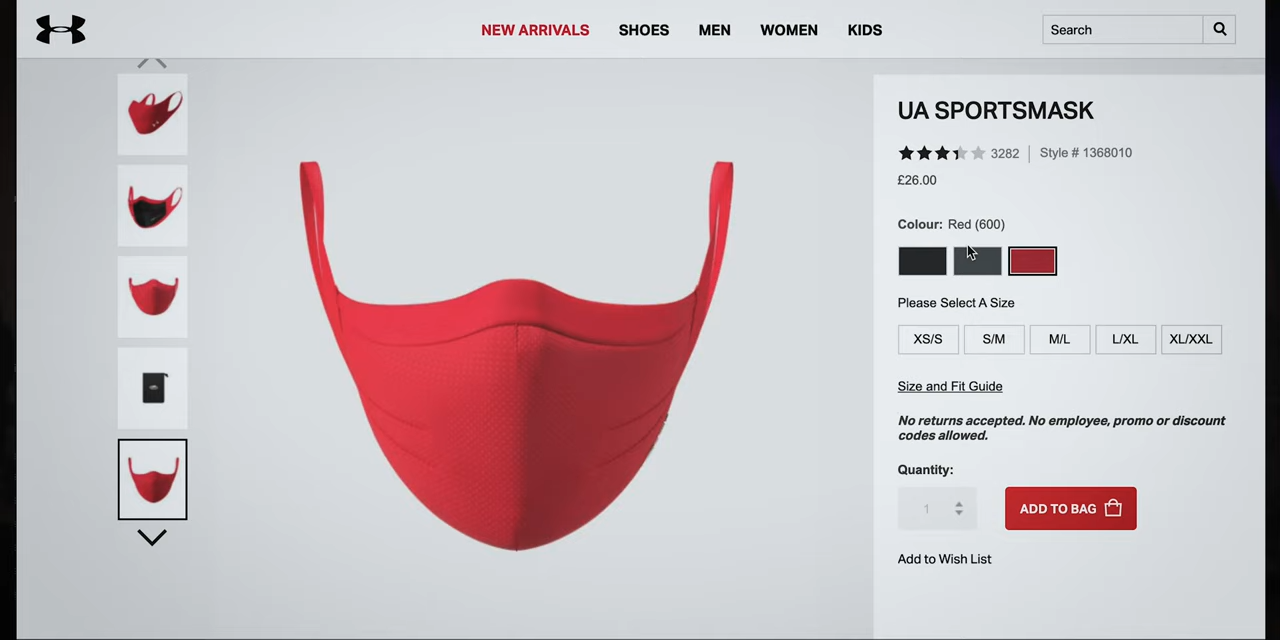 NEW ARRIVALS SHOES MEN WOMEN KIDS
Search
UA SPORTSMASK
3282 | Style # 1368010
£26.00
Colour: Red (600)
Please Select A Size
XS/S S/M M/L L/XL XL/XXL
Size and Fit Guide
No returns accepted. No employee, promo or discount
codes allowed.
Quantity:
1
ADD TO BAG
Add to Wish List